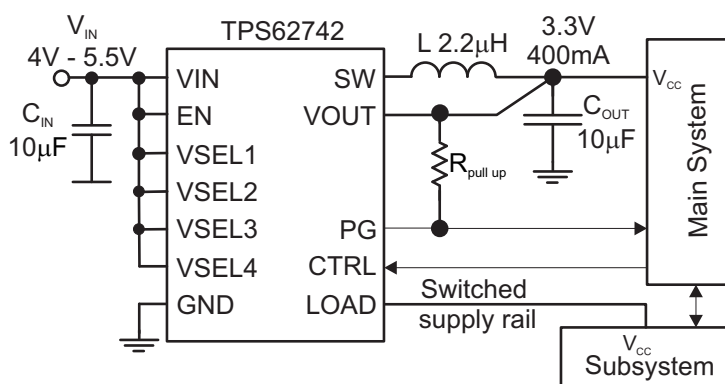 TPS62742
V_IN
4V - 5.5V
VIN
EN
VSEL1
VSEL2
VSEL3
VSEL4
GND
C_IN
10μF
SW
VOUT
PG
CTRL
LOAD
L 2.2μH
3.3V
400mA
C_OUT
10μF
R_pull up
V_CC
Main System
Switched
supply rail
V_CC
Subsystem